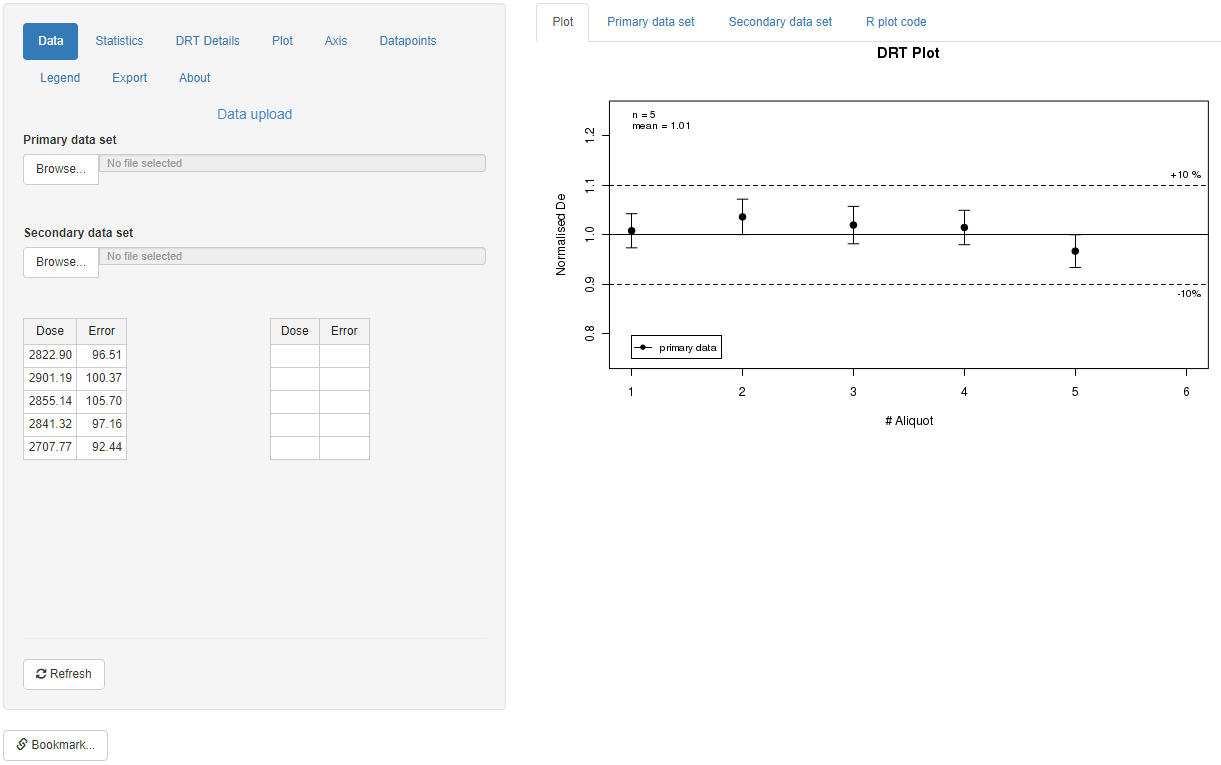 Data Statistics DRT Details Plot Axis Datapoints
Legend Export About
Data upload
Primary data set
Browse... No file selected
Secondary data set
Browse... No file selected
Dose Error
2822.90 96.51
2901.19 100.37
2855.14 105.70
2841.32 97.16
2707.77 92.44
Dose Error
Refresh
Bookmark...
Plot Primary data set Secondary data set R plot code
DRT Plot
n = 5
mean = 1.01
+10 %
-10%
Normalised De
1.2
1.1
1.0
0.9
0.8
primary data
1 2 3 4 5 6
# Aliquot